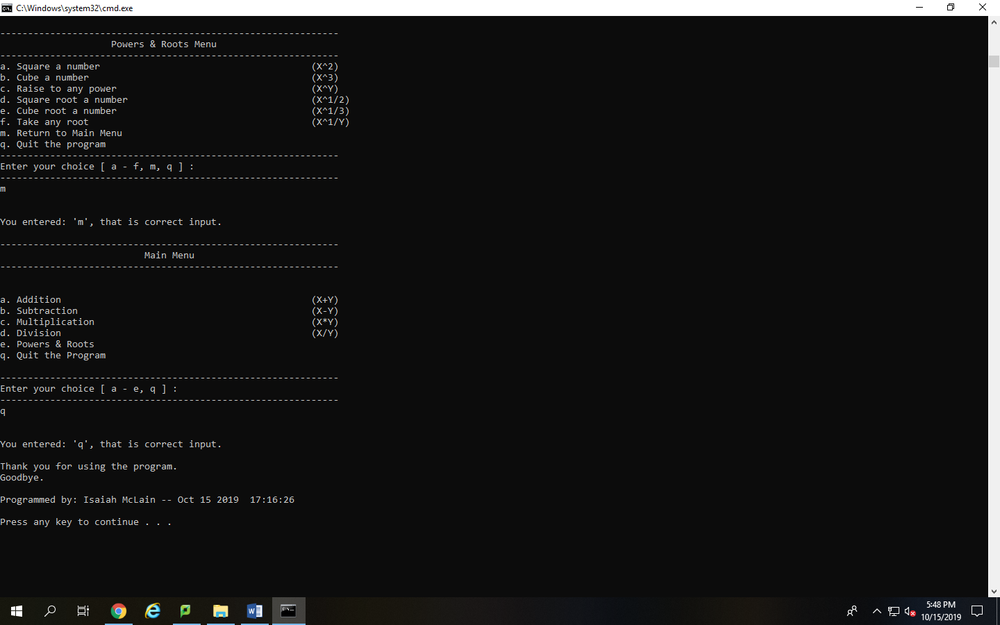 C:\Windows\system32\cmd.exe
-------------------------------------------------------------
Powers & Roots Menu
-------------------------------------------------------------
a. Square a number (X^2)
b. Cube a number (X^3)
c. Raise to any power (X^Y)
d. Square root a number (X^1/2)
e. Cube root a number (X^1/3)
f. Take any root (X^1/Y)
m. Return to Main Menu
q. Quit the program
-------------------------------------------------------------
Enter your choice [ a - f, m, q ] :
-------------------------------------------------------------
m
You entered: 'm', that is correct input.
-------------------------------------------------------------
Main Menu
-------------------------------------------------------------
a. Addition (X+Y)
b. Subtraction (X-Y)
c. Multiplication (X*Y)
d. Division (X/Y)
e. Powers & Roots
q. Quit the Program
-------------------------------------------------------------
Enter your choice [ a - e, q ] :
-------------------------------------------------------------
q
You entered: 'q', that is correct input.
Thank you for using the program.
Goodbye.
Programmed by: Isaiah McLain -- Oct 15 2019  17:16:26
Press any key to continue . . .
5:48 PM
10/15/2019